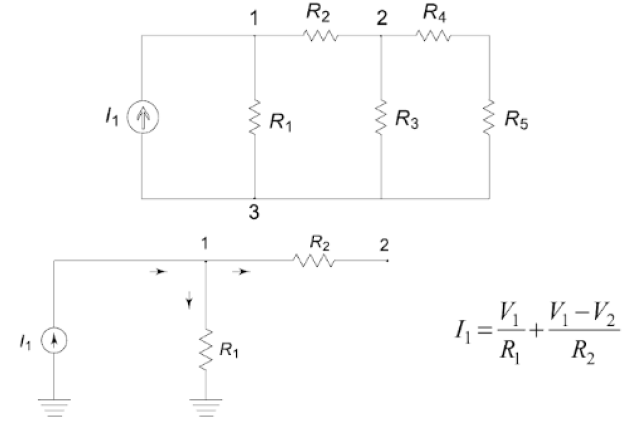 1 R₂ 2 R₄
I₁ R₁ R₃ R₅
3
1 R₂ 2
I₁ R₁
I₁ = V₁/R₁ + (V₁ − V₂)/R₂